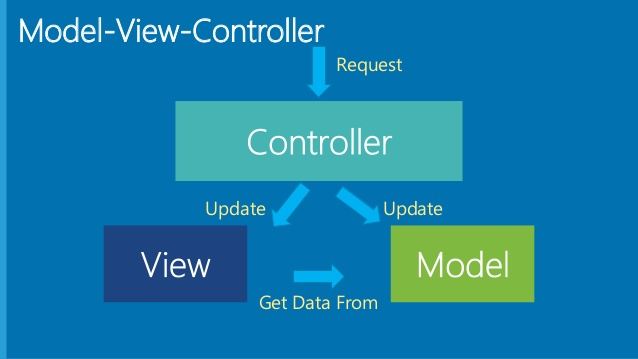 Model-View-Controller
Request
Controller
Update
Update
View
Model
Get Data From